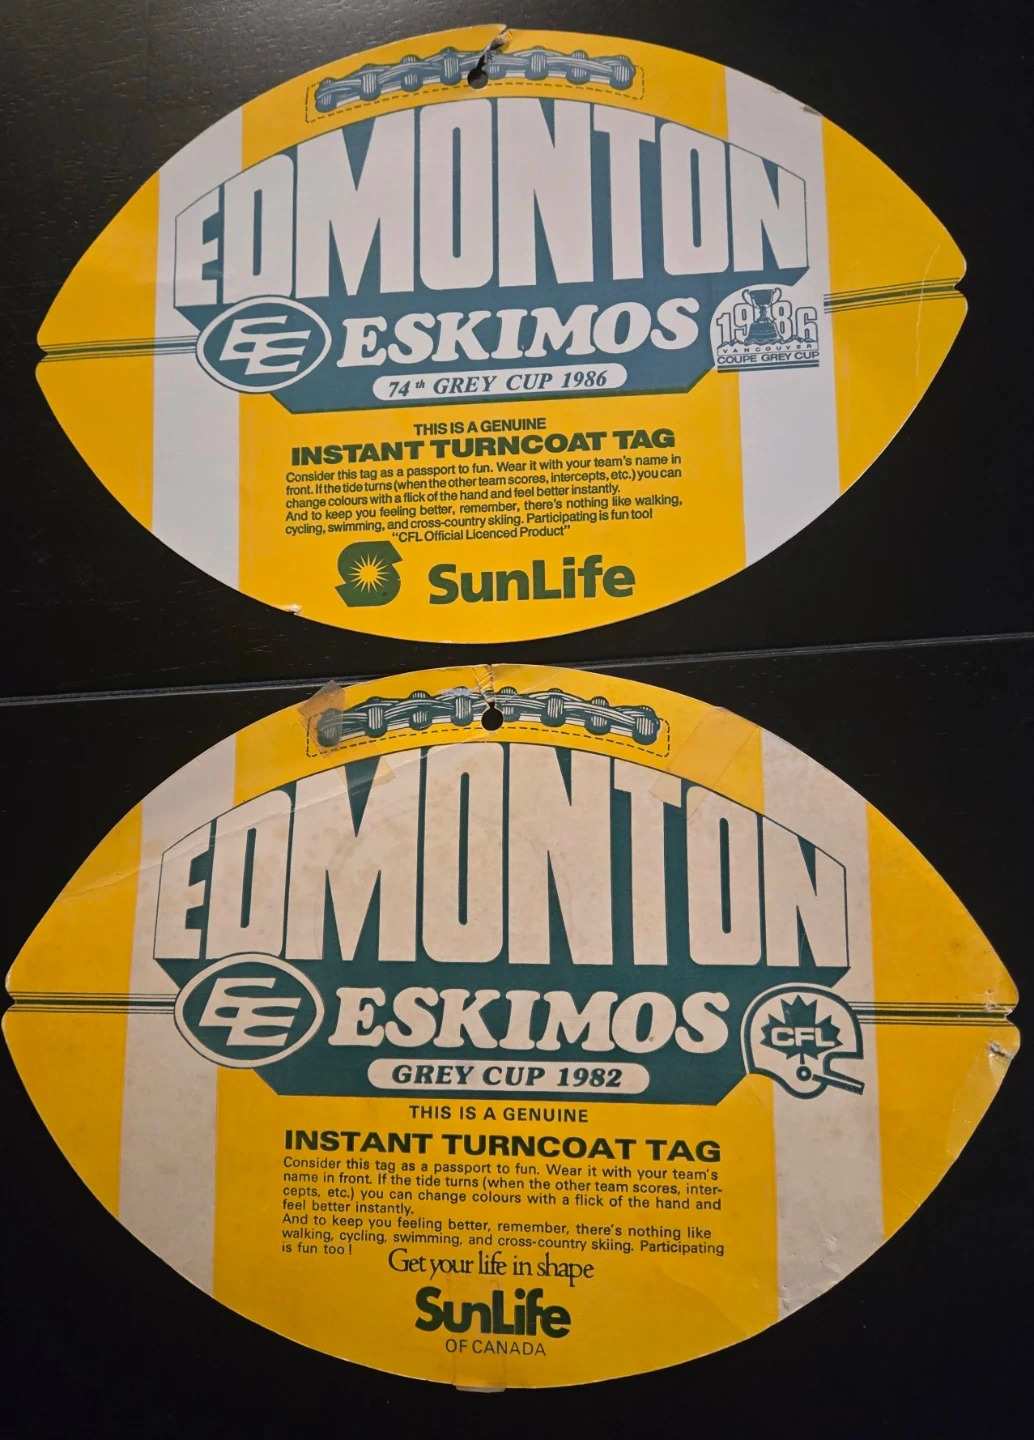 EDMONTON
EE ESKIMOS
1986
VANCOUVER
COUPE GREY CUP
74th GREY CUP 1986
THIS IS A GENUINE
INSTANT TURNCOAT TAG
Consider this tag as a passport to fun. Wear it with your team's name in
front. If the tide turns (when the other team scores, intercepts, etc.) you can
change colours with a flick of the hand and feel better instantly.
And to keep you feeling better, remember, there's nothing like walking,
cycling, swimming, and cross-country skiing. Participating is fun too!
"CFL Official Licenced Product"
SunLife
EDMONTON
EE ESKIMOS
CFL
GREY CUP 1982
THIS IS A GENUINE
INSTANT TURNCOAT TAG
Consider this tag as a passport to fun. Wear it with your team's
name in front. If the tide turns (when the other team scores, inter-
cepts, etc.) you can change colours with a flick of the hand and
feel better instantly.
And to keep you feeling better, remember, there's nothing like
walking, cycling, swimming, and cross-country skiing. Participating
is fun too!
Get your life in shape
SunLife
OF CANADA